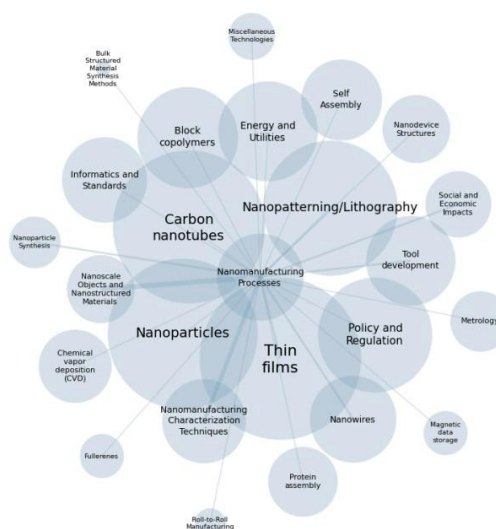 Miscellaneous
Technologies
Bulk
Structured
Material
Synthesis
Methods
Self
Assembly
Block
copolymers
Energy and
Utilities
Nanodevice
Structures
Informatics and
Standards
Carbon
nanotubes
Nanopatterning/Lithography
Social and
Economic
Impacts
Nanoparticle
Synthesis
Tool
development
Nanomanufacturing
Processes
Nanoscale
Objects and
Nanostructured
Materials
Nanoparticles
Policy and
Regulation
Metrology
Chemical
vapor
deposition
(CVD)
Thin
films
Nanomanufacturing
Characterization
Techniques
Nanowires
Magnetic
data
storage
Fullerenes
Protein
assembly
Roll-to-Roll
Manufacturing